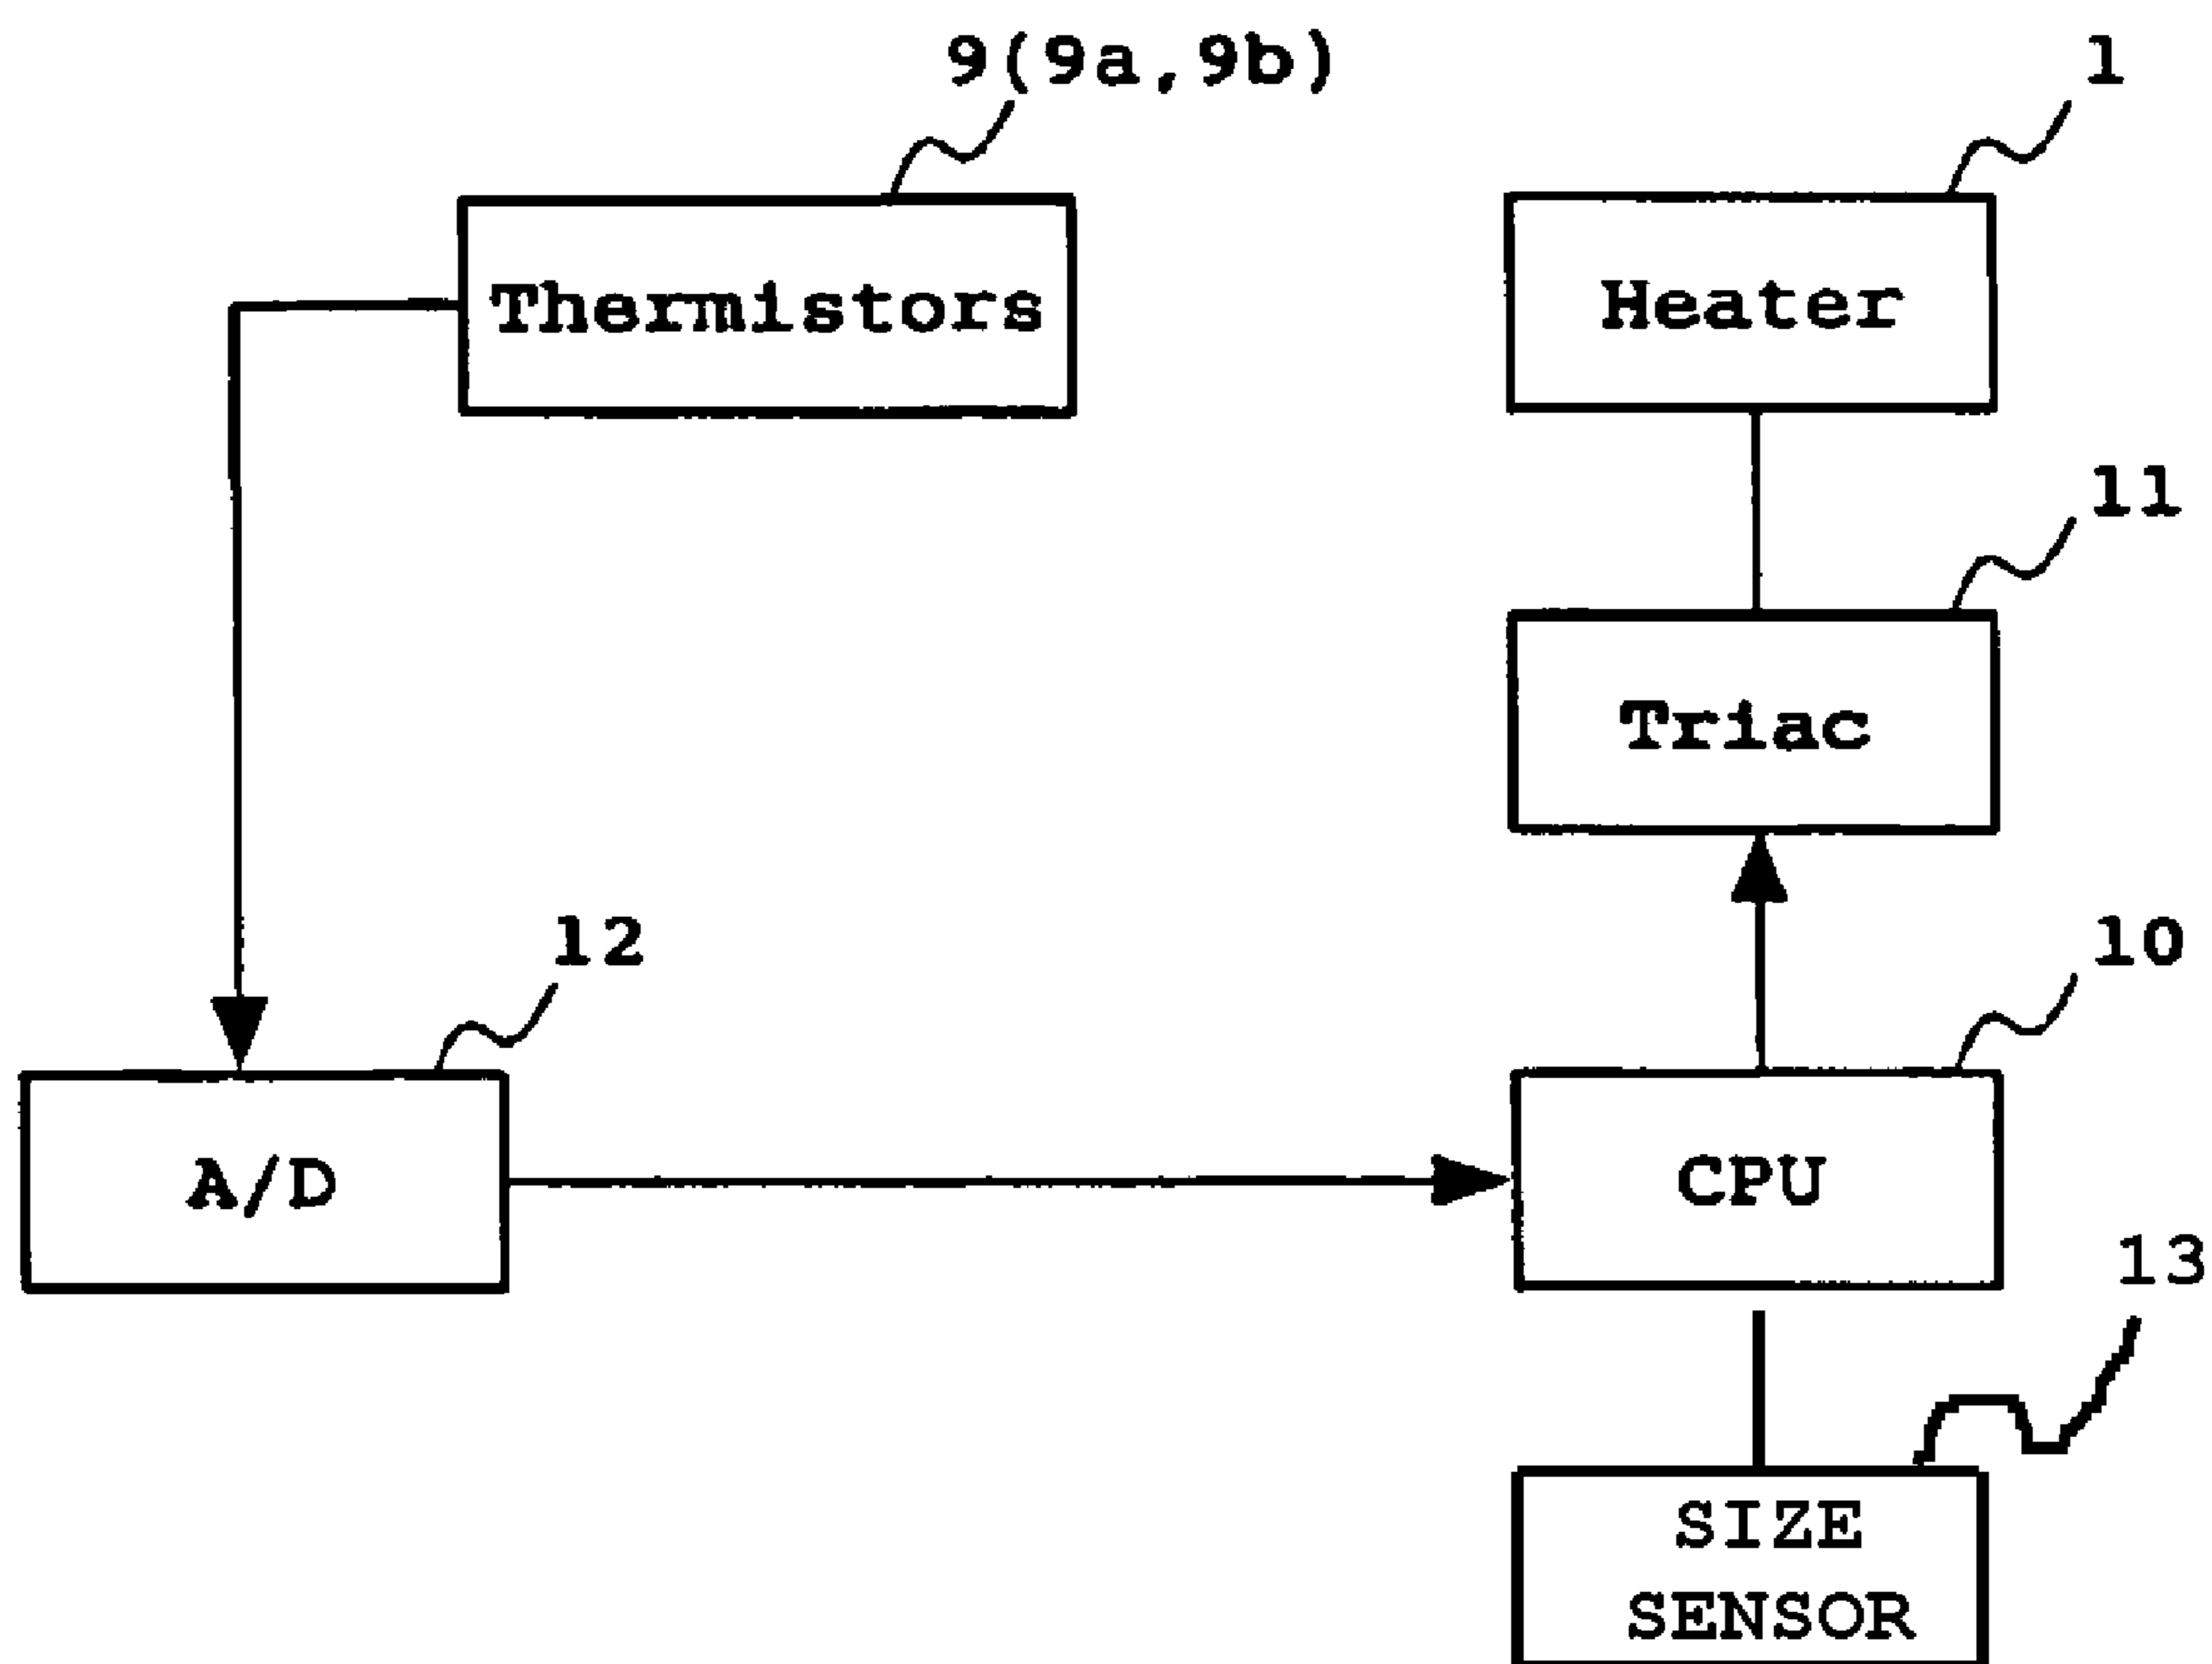 9(9a,9b)
1
Thermistors
Heater
11
Triac
12
10
A/D
CPU
13
SIZE
SENSOR